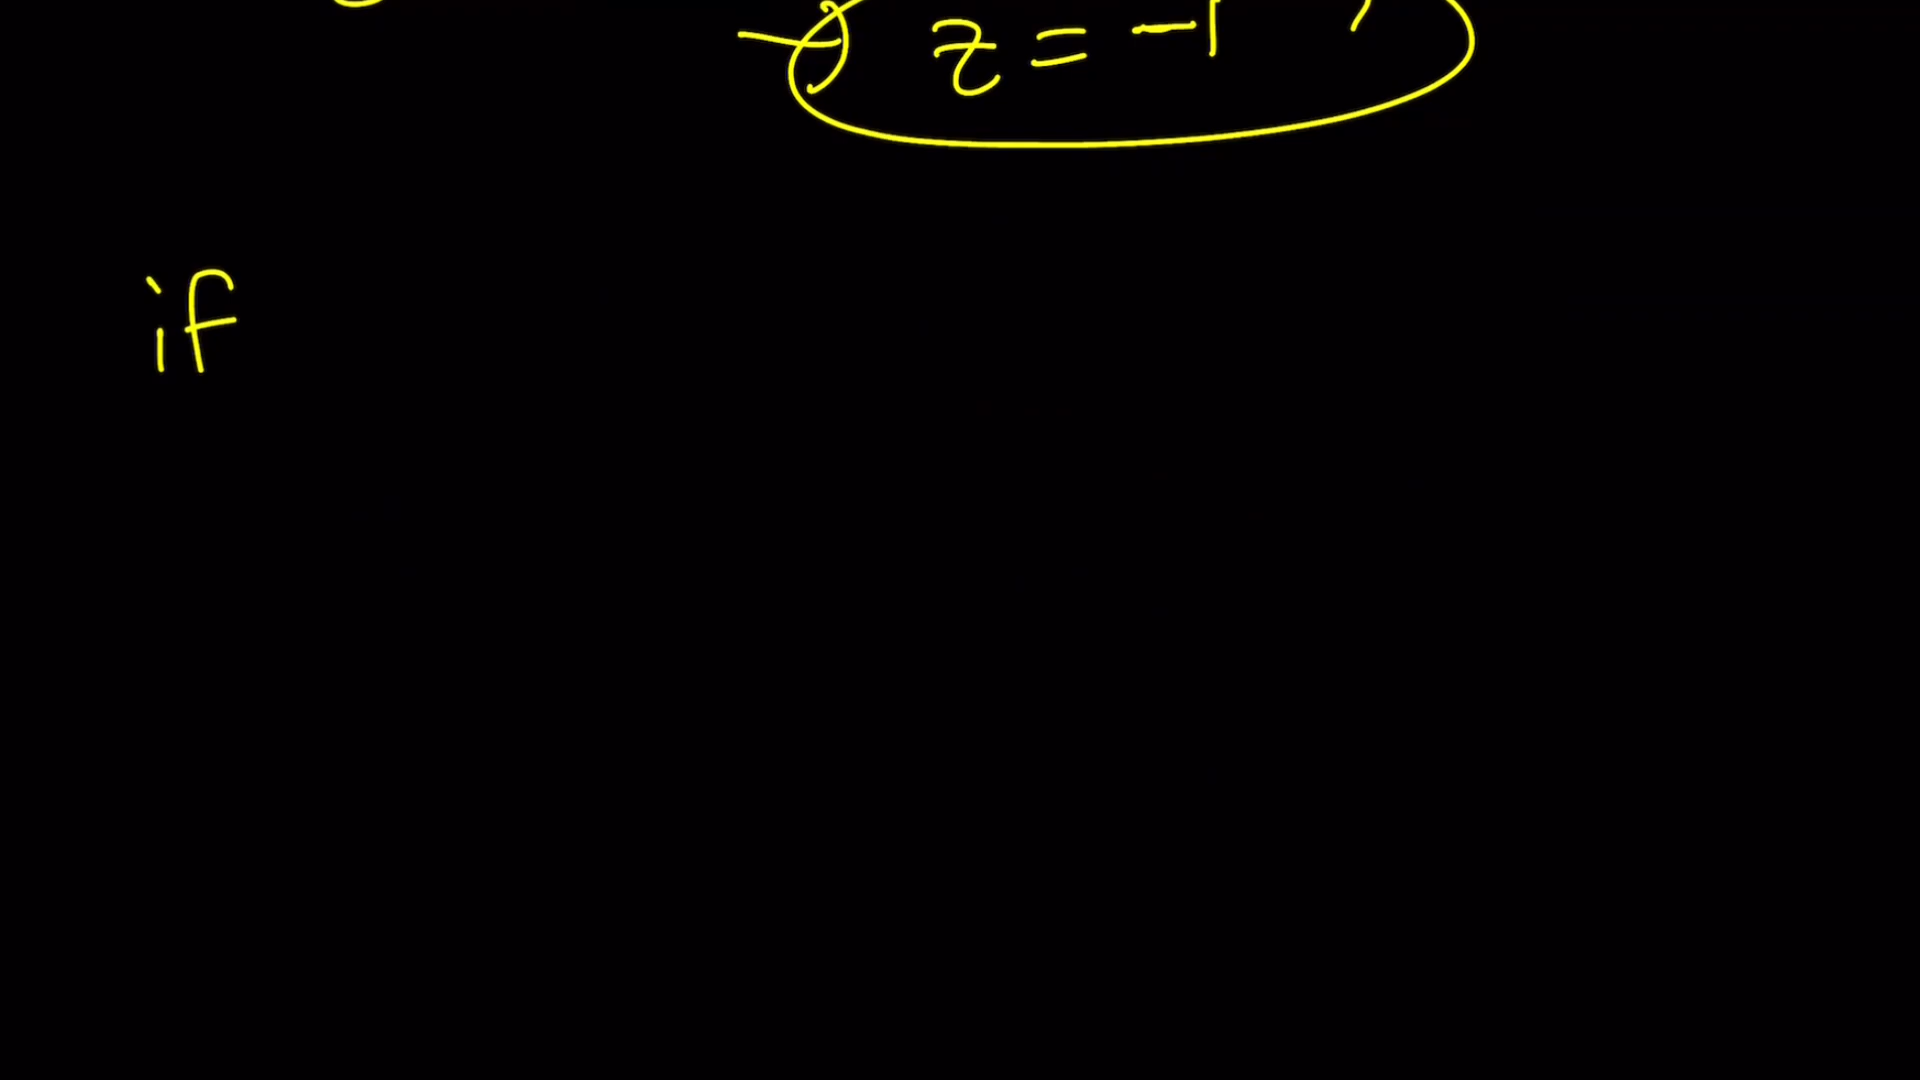 z = -1
if